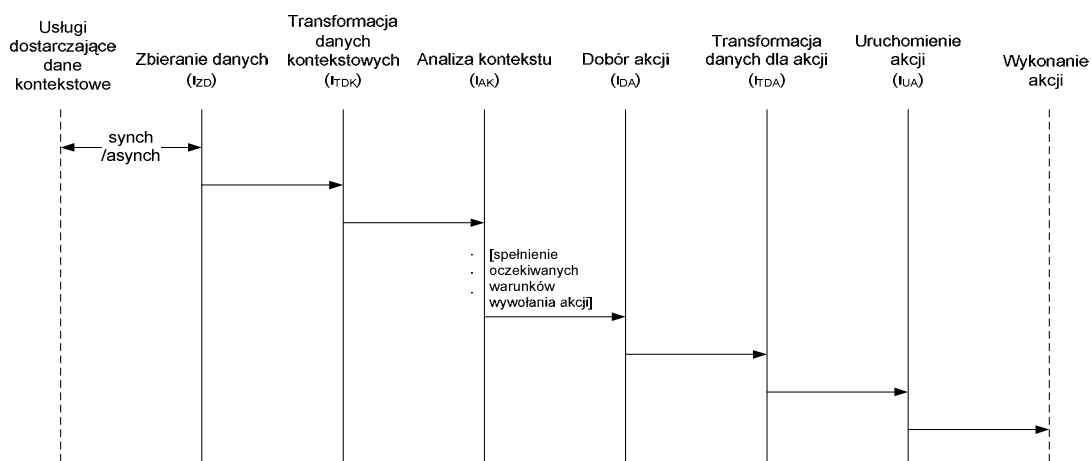 Usługi
dostarczające
dane
kontekstowe
Zbieranie danych
(IZD)
Transformacja
danych
kontekstowych
(ITDK)
Analiza kontekstu
(IAK)
Dobór akcji
(IDA)
Transformacja
danych dla akcji
(ITDA)
Uruchomienie
akcji
(IUA)
Wykonanie
akcji
synch
/asynch
[spełnienie
oczekiwanych
warunków
wywołania akcji]